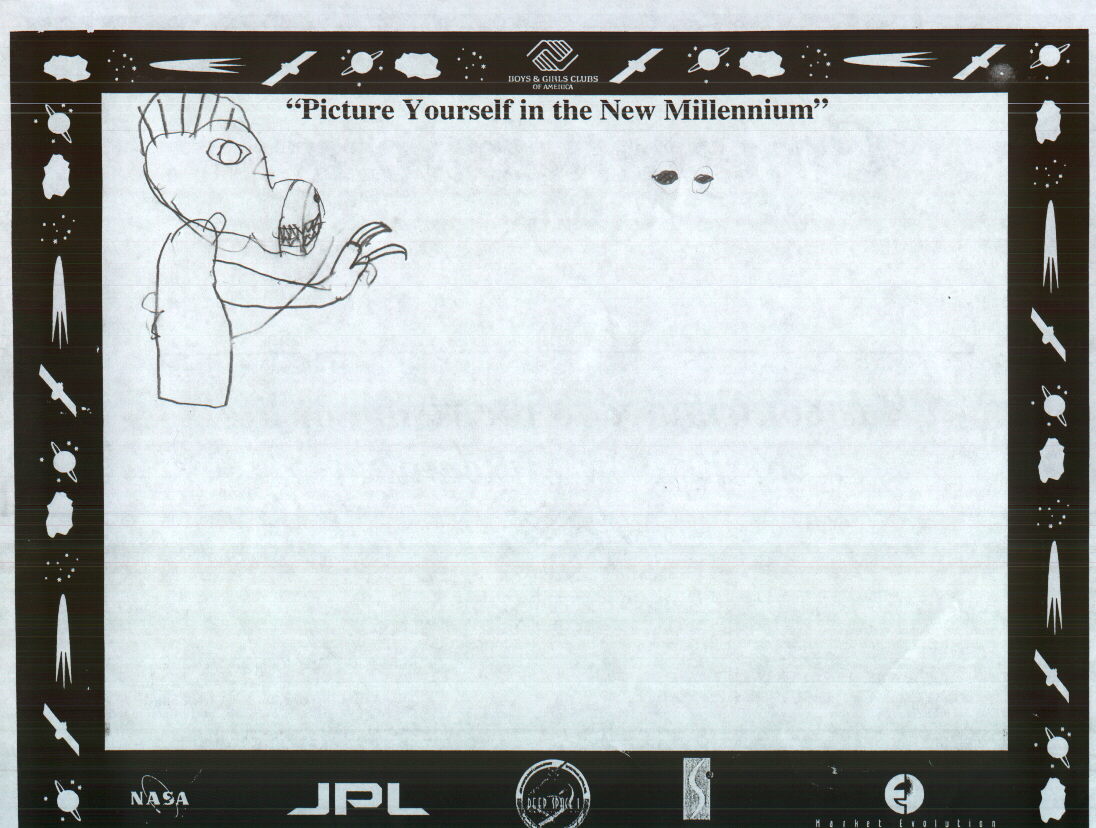 BOYS & GIRLS CLUBS
OF AMERICA
“Picture Yourself in the New Millennium”
NASA
JPL
DEEP SPACE 1
Market Evolution